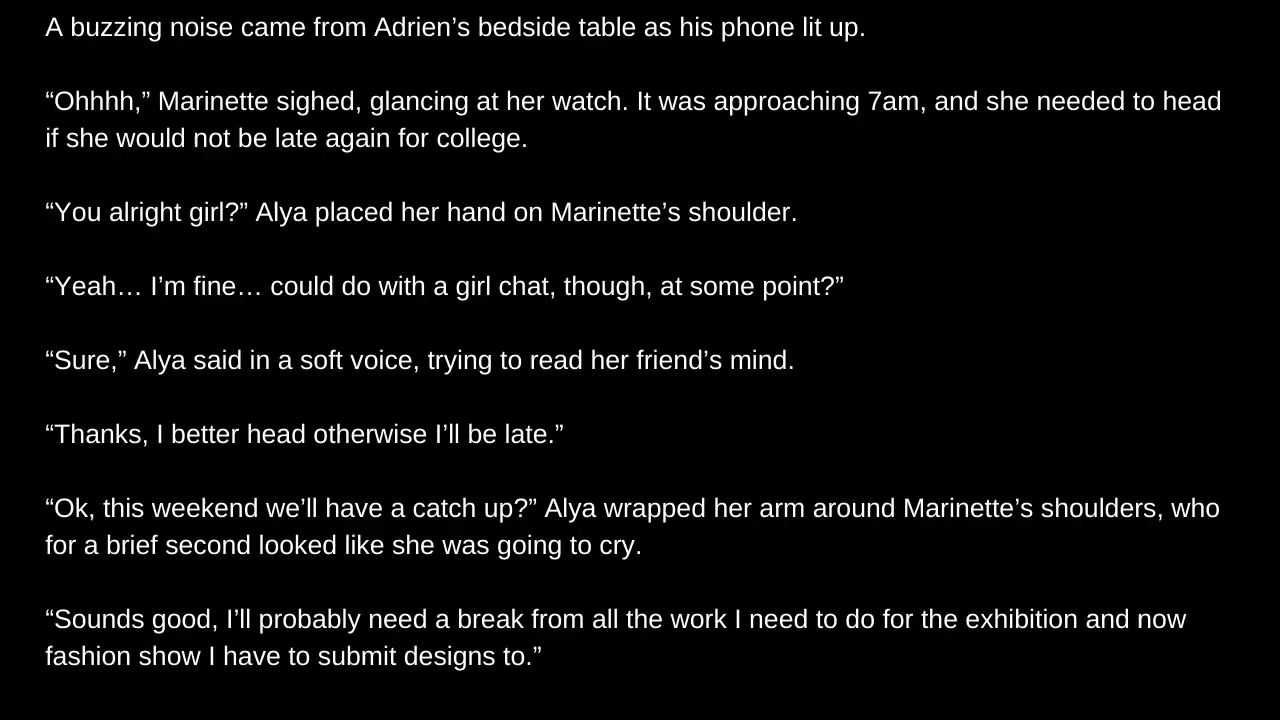 A buzzing noise came from Adrien’s bedside table as his phone lit up.
“Ohhhh,” Marinette sighed, glancing at her watch. It was approaching 7am, and she needed to head
if she would not be late again for college.
“You alright girl?” Alya placed her hand on Marinette’s shoulder.
“Yeah… I’m fine… could do with a girl chat, though, at some point?”
“Sure,” Alya said in a soft voice, trying to read her friend’s mind.
“Thanks, I better head otherwise I’ll be late.”
“Ok, this weekend we’ll have a catch up?” Alya wrapped her arm around Marinette’s shoulders, who
for a brief second looked like she was going to cry.
“Sounds good, I’ll probably need a break from all the work I need to do for the exhibition and now
fashion show I have to submit designs to.”